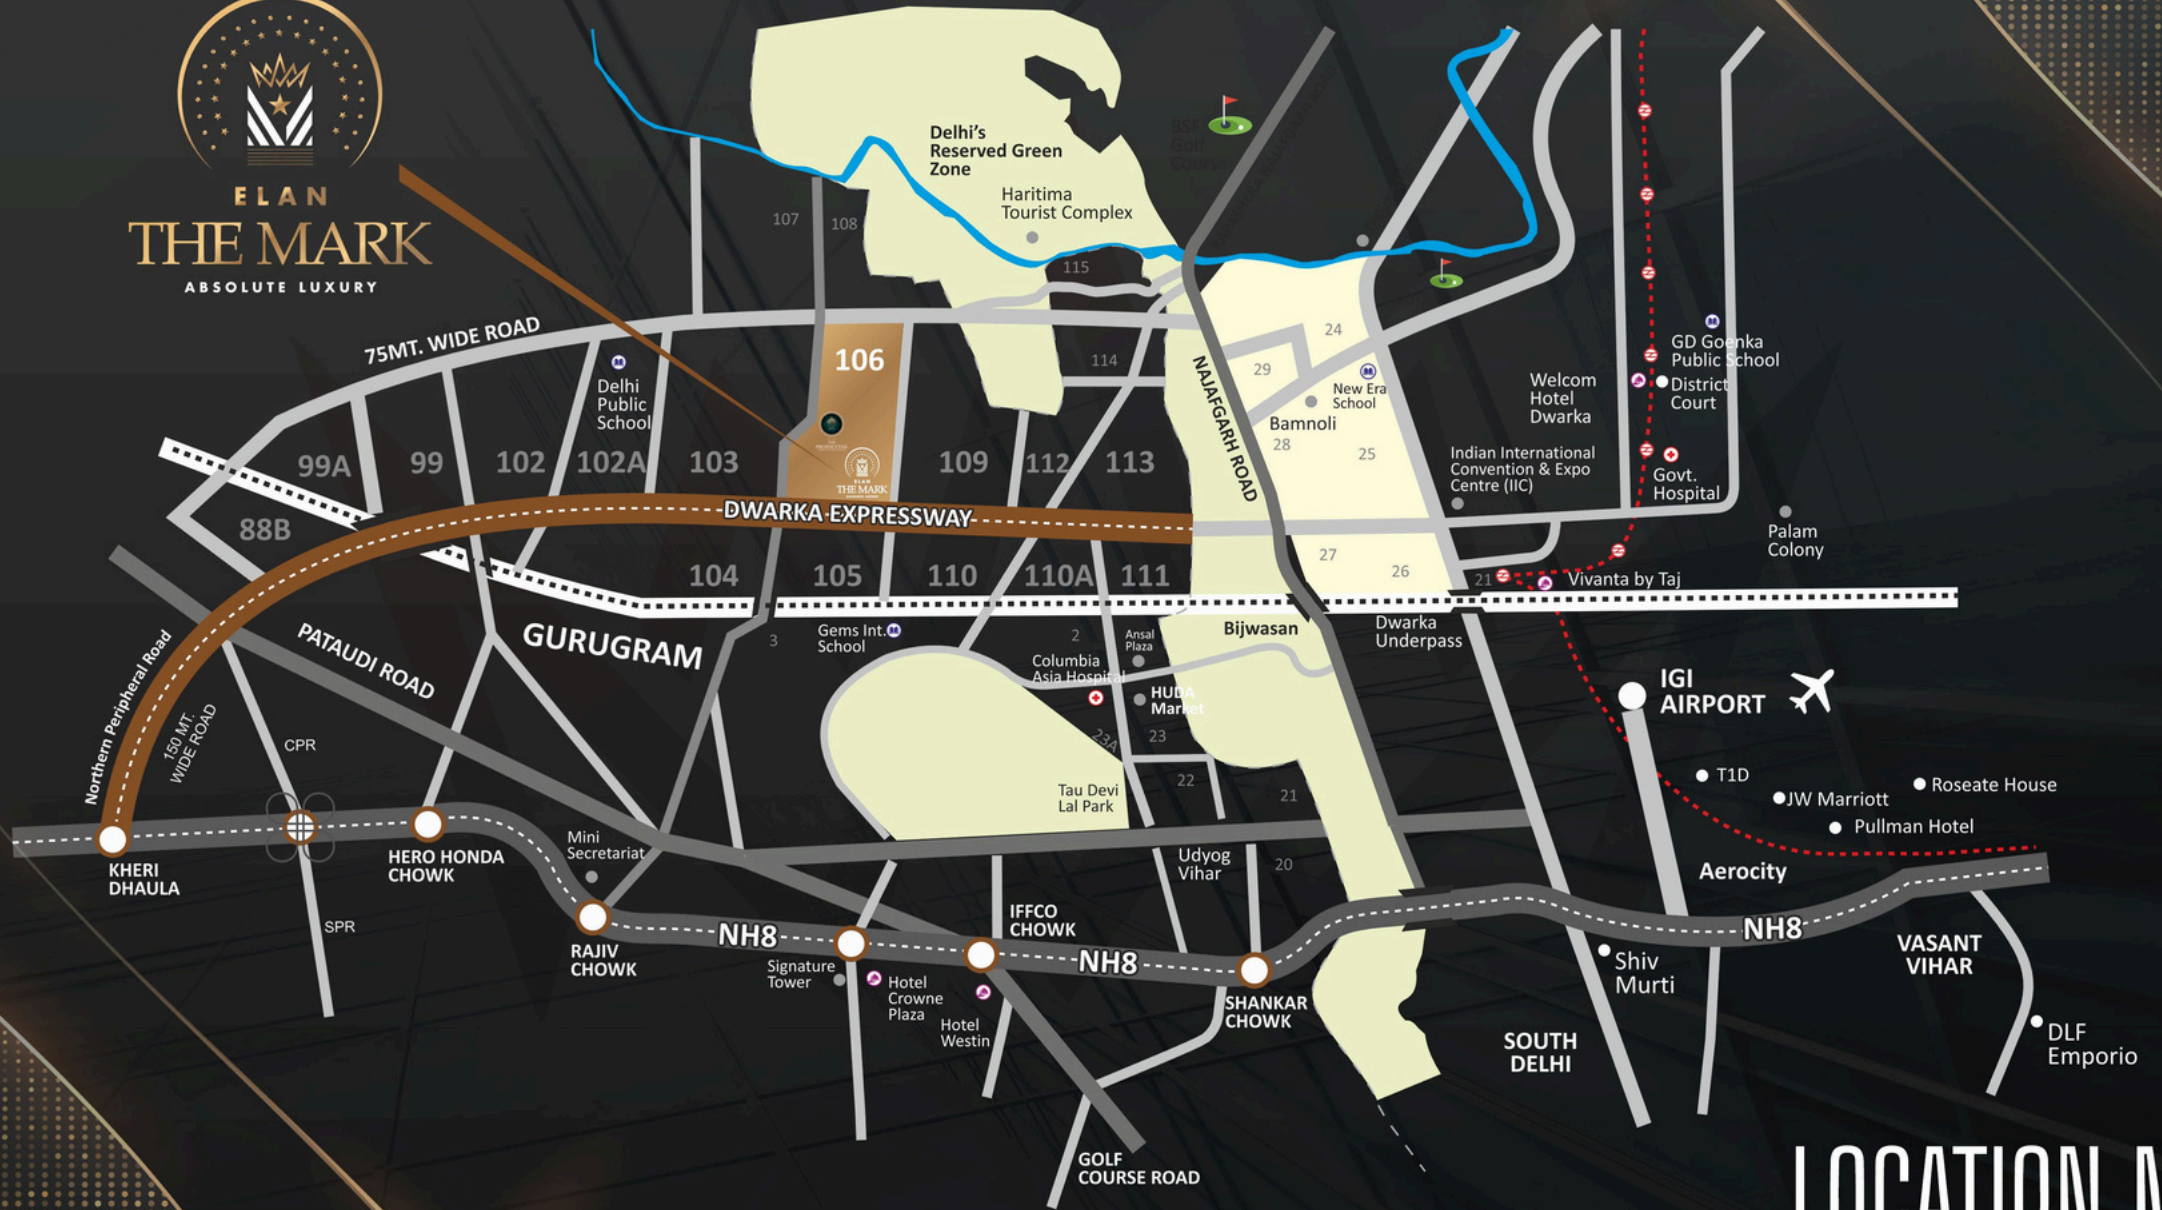 ELAN
THE MARK
ABSOLUTE LUXURY
Delhi's
Reserved Green
Zone
Haritima
Tourist Complex
BSF
Golf
Course
107
108
115
75MT. WIDE ROAD
106
114
24
29
NAJAFGARH ROAD
New Era
School
Bamnoli
28
25
Delhi
Public
School
GD Goenka
Public School
Welcom
Hotel
Dwarka
District
Court
Indian International
Convention & Expo
Centre (IIC)
Govt.
Hospital
Palam
Colony
99A
99
102
102A
103
ELAN
THE MARK
109
112
113
88B
DWARKA EXPRESSWAY
104
105
110
110A
111
27
26
21
Vivanta by Taj
Northern Peripheral Road
150 MT.
WIDE ROAD
PATAUDI ROAD
GURUGRAM
3
Gems Int.
School
2
Ansal
Plaza
Columbia
Asia Hospital
HUDA
Market
Bijwasan
Dwarka
Underpass
IGI
AIRPORT
CPR
23A
23
22
21
Tau Devi
Lal Park
T1D
JW Marriott
Roseate House
Pullman Hotel
Aerocity
KHERI
DHAULA
HERO HONDA
CHOWK
Mini
Secretariat
Udyog
Vihar
20
SPR
RAJIV
CHOWK
NH8
IFFCO
CHOWK
NH8
NH8
Signature
Tower
Hotel
Crowne
Plaza
Hotel
Westin
SHANKAR
CHOWK
Shiv
Murti
VASANT
VIHAR
SOUTH
DELHI
DLF
Emporio
GOLF
COURSE ROAD
LOCATION